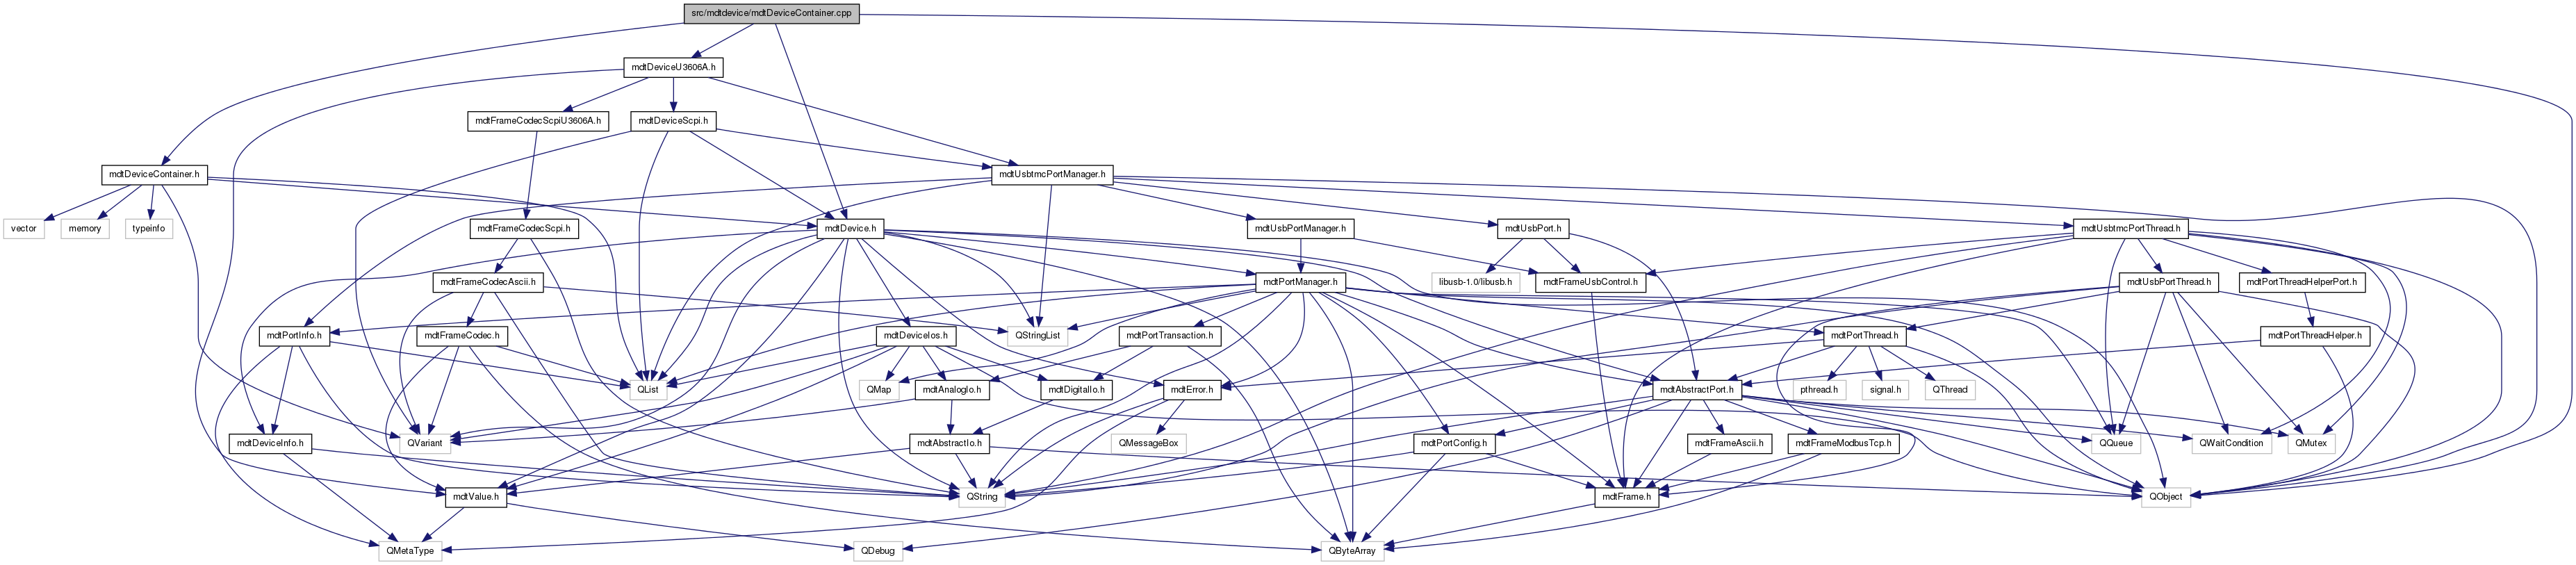 src/mdtdevice/mdtDeviceContainer.cpp
mdtDeviceU3606A.h
mdtFrameCodecScpiU3606A.h
mdtDeviceScpi.h
mdtDeviceContainer.h
mdtUsbtmcPortManager.h
vector
memory
typeinfo
mdtFrameCodecScpi.h
mdtDevice.h
mdtUsbPortManager.h
mdtUsbPort.h
mdtUsbtmcPortThread.h
mdtFrameCodecAscii.h
mdtPortManager.h
libusb-1.0/libusb.h
mdtFrameUsbControl.h
mdtUsbPortThread.h
mdtPortThreadHelperPort.h
mdtPortInfo.h
mdtFrameCodec.h
mdtDeviceIos.h
QStringList
mdtPortTransaction.h
mdtPortThread.h
mdtPortThreadHelper.h
QList
QMap
mdtAnalogIo.h
mdtDigitalIo.h
mdtError.h
mdtAbstractPort.h
pthread.h
signal.h
QThread
mdtDeviceInfo.h
QVariant
mdtAbstractIo.h
QMessageBox
mdtPortConfig.h
mdtFrameAscii.h
mdtFrameModbusTcp.h
QQueue
QWaitCondition
QMutex
mdtValue.h
QString
mdtFrame.h
QObject
QMetaType
QDebug
QByteArray